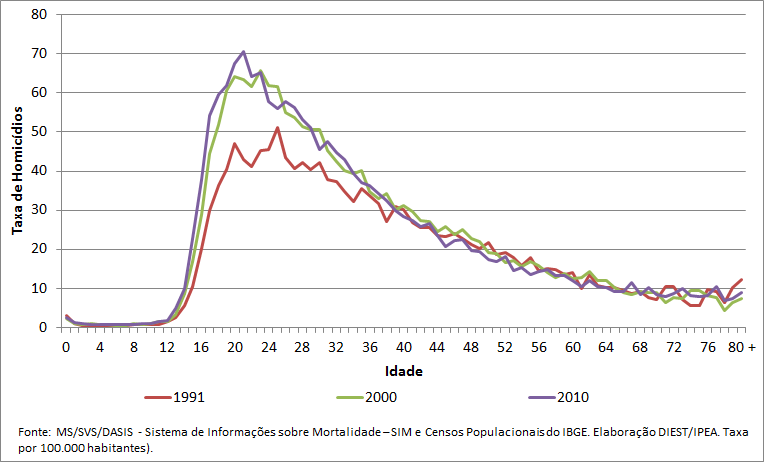 80
70
60
50
40
30
20
10
0
Taxa de Homicídios
0 4 8 12 16 20 24 28 32 36 40 44 48 52 56 60 64 68 72 76 80 +
Idade
1991 2000 2010
Fonte: MS/SVS/DASIS - Sistema de Informações sobre Mortalidade – SIM e Censos Populacionais do IBGE. Elaboração DIEST/IPEA. Taxa
por 100.000 habitantes).